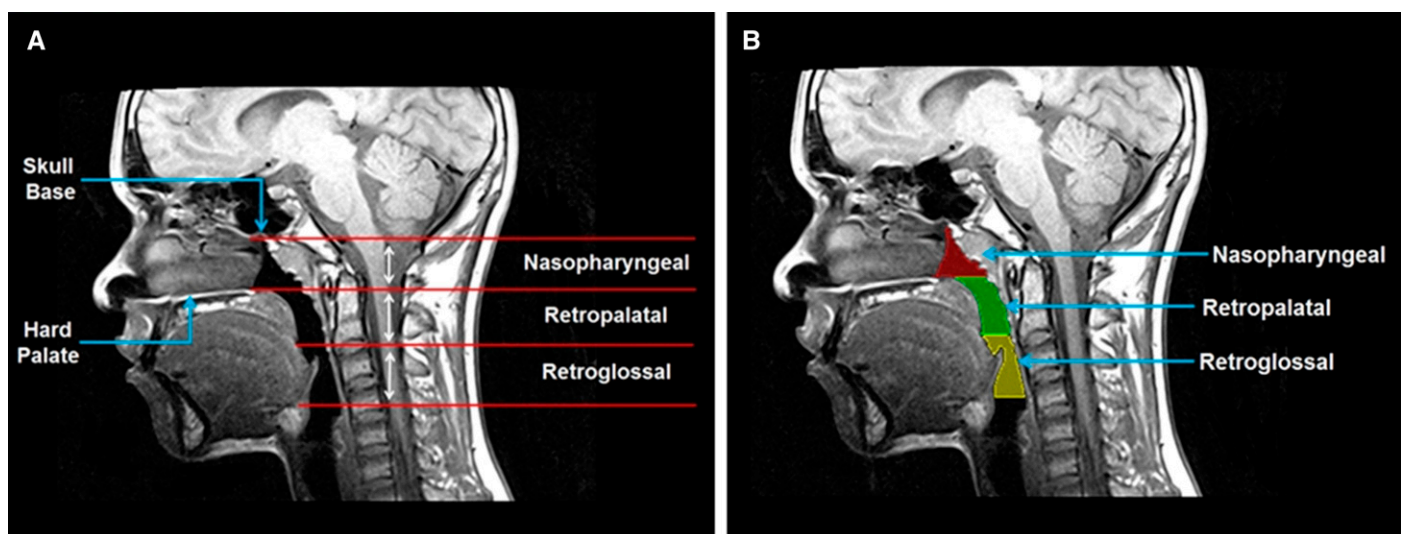 A
Skull
Base
Nasopharyngeal
Retropalatal
Hard
Palate
Retroglossal
B
Nasopharyngeal
Retropalatal
Retroglossal